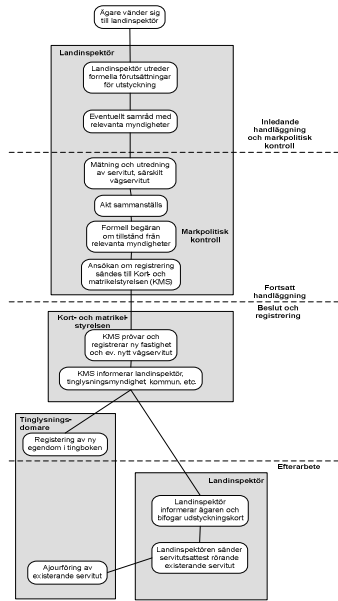 Ägare vänder sig
till landinspektör
Landinspektör
Landinspektör utreder
formella förutsättningar
för utstyckning
Eventuellt samråd med
relevanta myndigheter
Inledande
handläggning
och markpolitisk
kontroll
Mätning och utredning
av servitut, särskilt
vägservitut
Akt sammanställs
Formell begäran
om tillstånd från
relevanta myndigheter
Markpolitisk
kontroll
Ansökan om registrering
sändes till Kort- och
matrikelstyrelsen (KMS)
Fortsatt
handläggning
Beslut och
registrering
Kort- och matrikel-
styrelsen
KMS prövar och
registrerar ny fastighet
och ev. nytt vägservitut
KMS informerar landinspektör,
tinglysningsmyndighet kommun, etc.
Tinglysnings-
domare
Registering av ny
egendom i tingboken
Efterarbete
Landinspektör
Landinspektör
informerar ägaren och
bifogar udstyckningskort
Landinspektören sänder
servitutsattest rörande
existerande servitut
Ajourföring av
existerande servitut